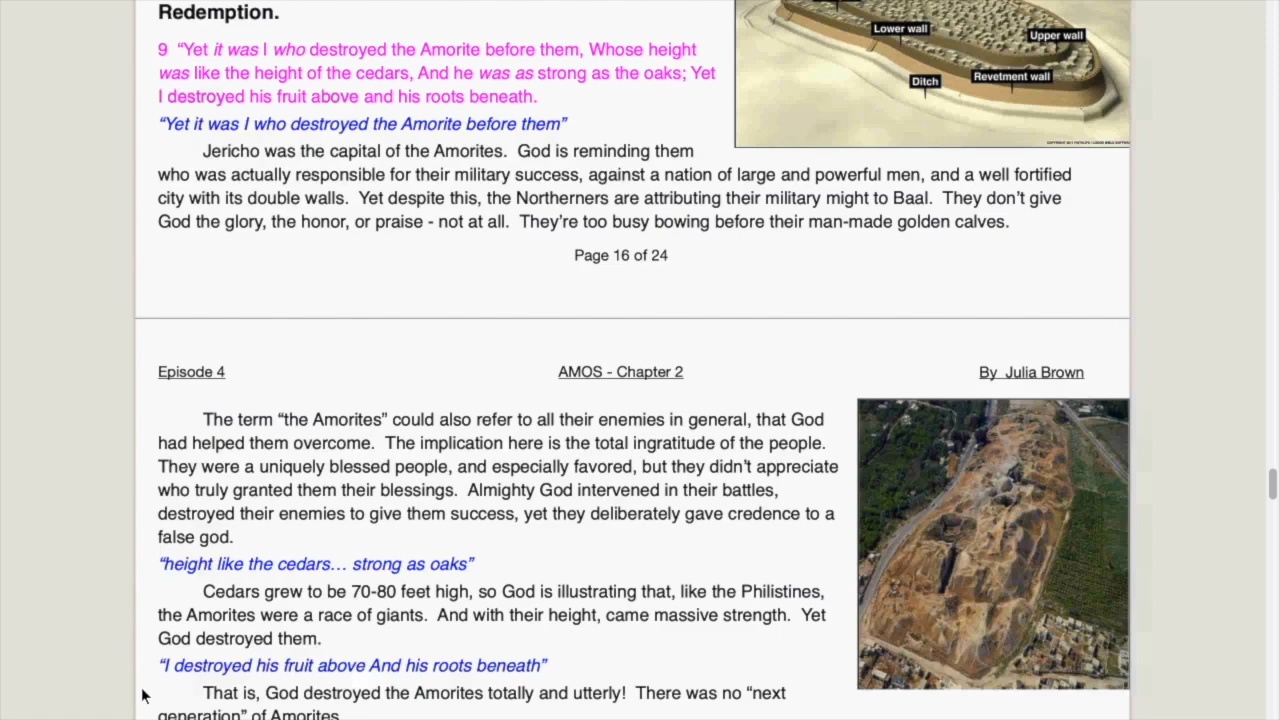 Redemption.
9 “Yet it was I who destroyed the Amorite before them, Whose height
was like the height of the cedars, And he was as strong as the oaks; Yet
I destroyed his fruit above and his roots beneath.
“Yet it was I who destroyed the Amorite before them”
Jericho was the capital of the Amorites. God is reminding them
who was actually responsible for their military success, against a nation of large and powerful men, and a well fortified
city with its double walls. Yet despite this, the Northerners are attributing their military might to Baal. They don’t give
God the glory, the honor, or praise - not at all. They’re too busy bowing before their man-made golden calves.
Lower wall
Upper wall
Ditch
Revetment wall
Page 16 of 24
Episode 4
AMOS - Chapter 2
By Julia Brown
The term “the Amorites” could also refer to all their enemies in general, that God
had helped them overcome. The implication here is the total ingratitude of the people.
They were a uniquely blessed people, and especially favored, but they didn’t appreciate
who truly granted them their blessings. Almighty God intervened in their battles,
destroyed their enemies to give them success, yet they deliberately gave credence to a
false god.
“height like the cedars… strong as oaks”
Cedars grew to be 70-80 feet high, so God is illustrating that, like the Philistines,
the Amorites were a race of giants. And with their height, came massive strength. Yet
God destroyed them.
“I destroyed his fruit above And his roots beneath”
That is, God destroyed the Amorites totally and utterly! There was no “next
generation” of Amorites.